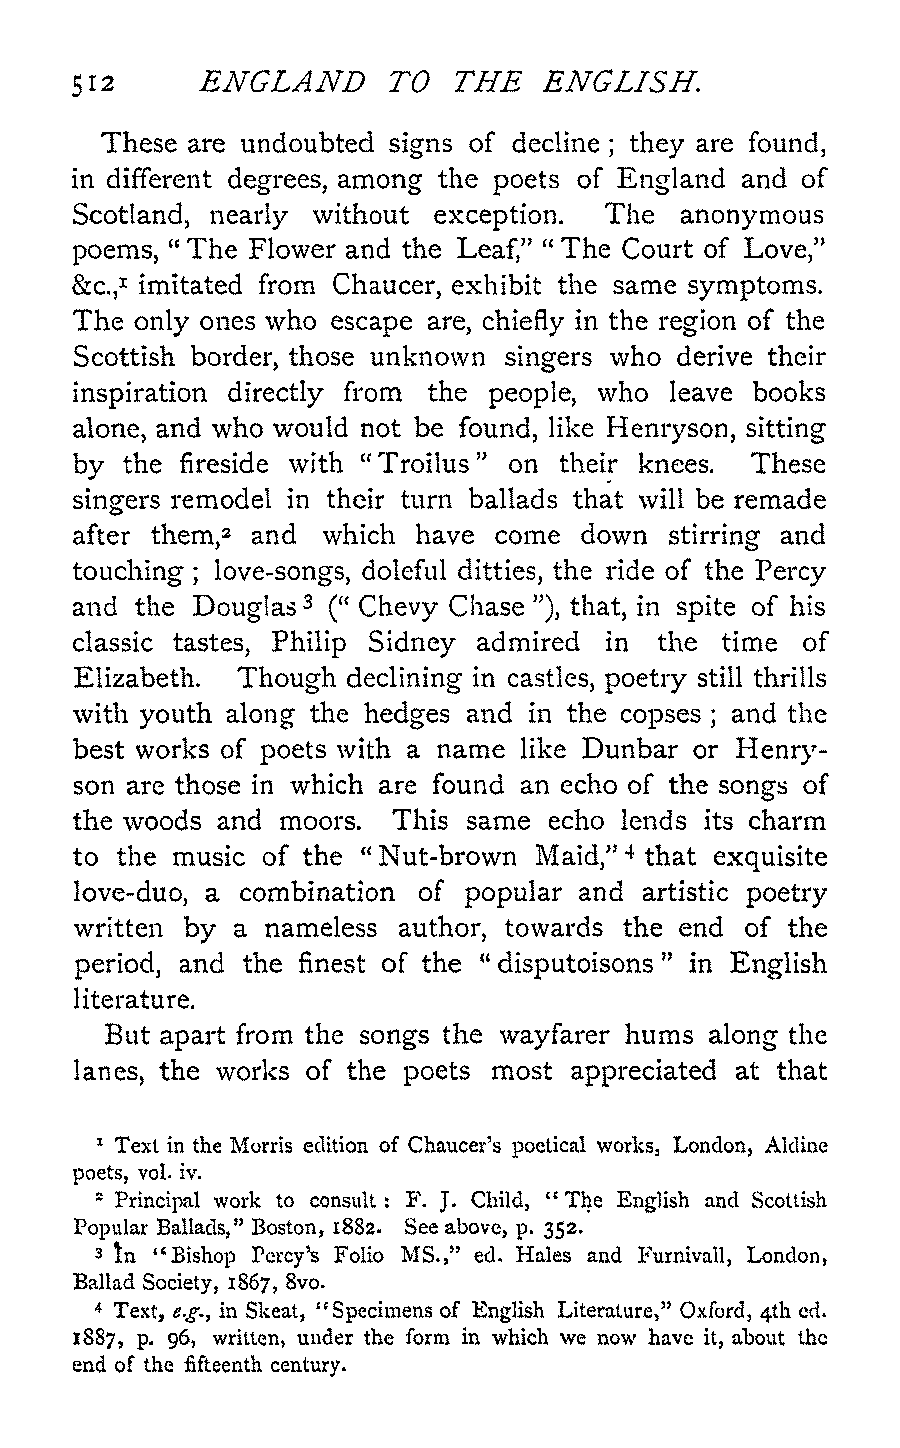 512 ENGLAND TO THE ENGLISH.
These are undoubted signs of decline ; they are found,
in different degrees, among the poets of England and of
Scotland, nearly without exception. The anonymous
poems, “ The Flower and the Leaf,” “ The Court of Love,”
&c.,¹ imitated from Chaucer, exhibit the same symptoms.
The only ones who escape are, chiefly in the region of the
Scottish border, those unknown singers who derive their
inspiration directly from the people, who leave books
alone, and who would not be found, like Henryson, sitting
by the fireside with “ Troilus ” on their knees. These
singers remodel in their turn ballads that will be remade
after them,² and which have come down stirring and
touching ; love-songs, doleful ditties, the ride of the Percy
and the Douglas ³ (“ Chevy Chase ”), that, in spite of his
classic tastes, Philip Sidney admired in the time of
Elizabeth. Though declining in castles, poetry still thrills
with youth along the hedges and in the copses ; and the
best works of poets with a name like Dunbar or Henry-
son are those in which are found an echo of the songs of
the woods and moors. This same echo lends its charm
to the music of the “ Nut-brown Maid,” ⁴ that exquisite
love-duo, a combination of popular and artistic poetry
written by a nameless author, towards the end of the
period, and the finest of the “ disputoisons ” in English
literature.
But apart from the songs the wayfarer hums along the
lanes, the works of the poets most appreciated at that
¹ Text in the Morris edition of Chaucer’s poetical works, London, Aldine
poets, vol. iv.
² Principal work to consult : F. J. Child, “ The English and Scottish
Popular Ballads,” Boston, 1882. See above, p. 352.
³ In “Bishop Percy’s Folio MS.,” ed. Hales and Furnivall, London,
Ballad Society, 1867, 8vo.
⁴ Text, e.g., in Skeat, “Specimens of English Literature,” Oxford, 4th ed.
1887, p. 96, written, under the form in which we now have it, about the
end of the fifteenth century.